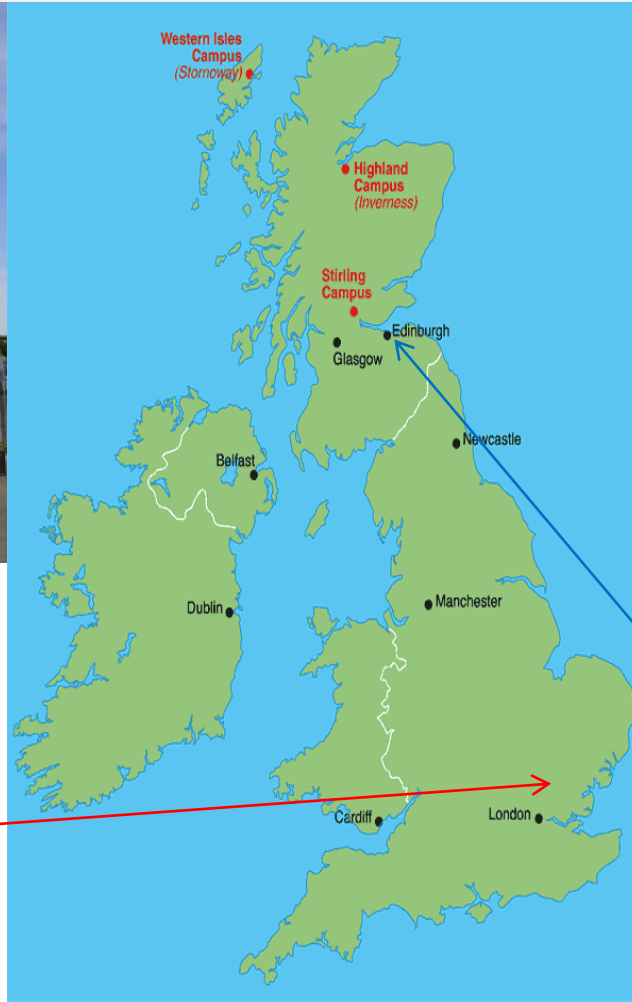 Western Isles
Campus
(Stornoway)
Highland
Campus
(Inverness)
Stirling
Campus
Edinburgh
Glasgow
Newcastle
Belfast
Dublin
Manchester
Cardiff
London